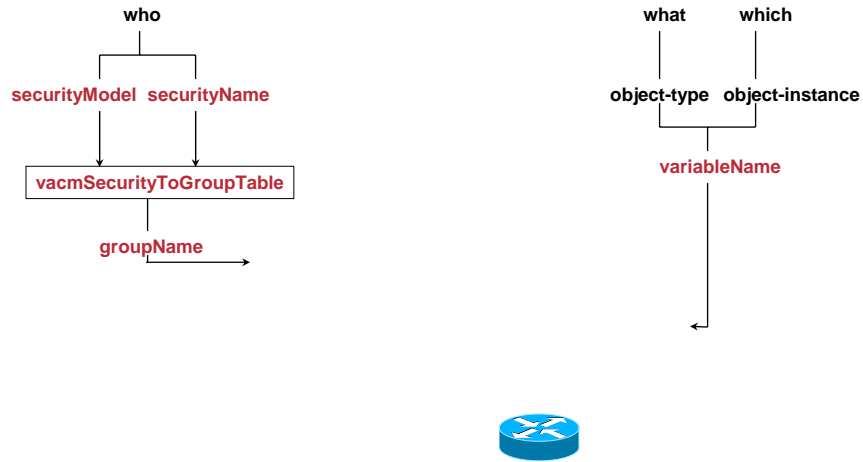 who
what which
securityModel securityName
object-type object-instance
variableName
vacmSecurityToGroupTable
groupName